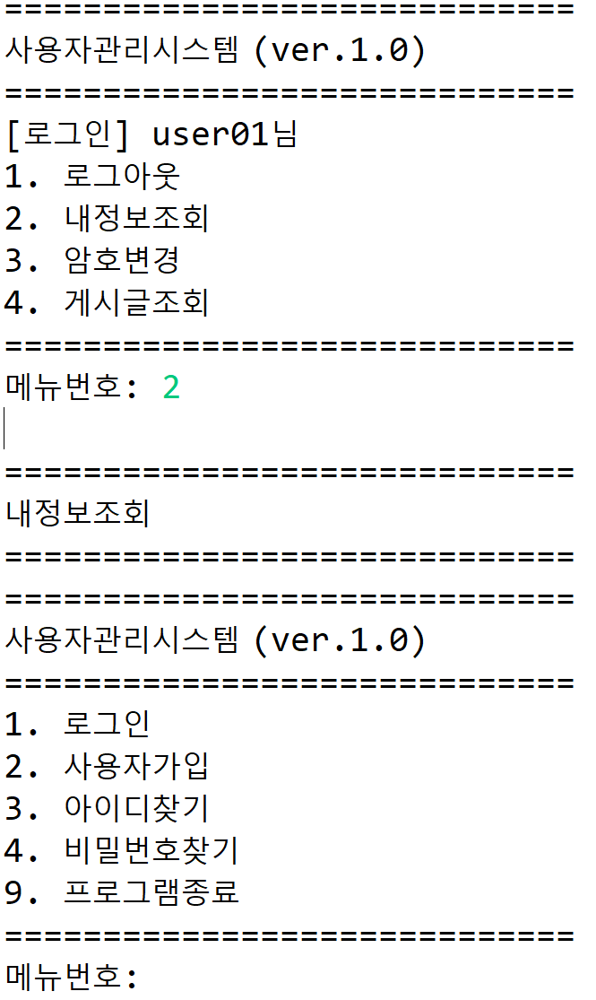 =============================
사용자관리시스템 (ver.1.0)
=============================
[로그인] user01님
1. 로그아웃
2. 내정보조회
3. 암호변경
4. 게시글조회
=============================
메뉴번호: 2
=============================
내정보조회
=============================
=============================
사용자관리시스템 (ver.1.0)
=============================
1. 로그인
2. 사용자가입
3. 아이디찾기
4. 비밀번호찾기
9. 프로그램종료
=============================
메뉴번호: